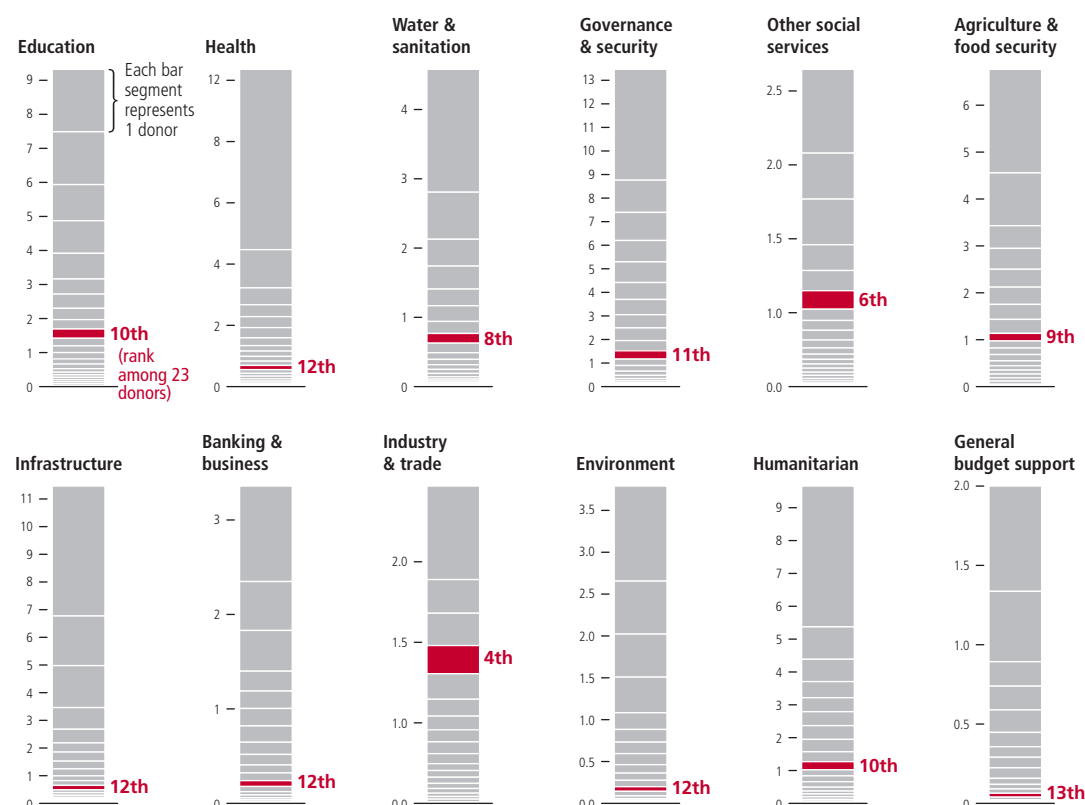 Education
9
8
7
6
5
4
3
2
1
0
Each bar
segment
represents
1 donor
10th
(rank
among 23
donors)
Health
12
8
6
4
2
0
12th
Water &
sanitation
4
3
2
1
0
8th
Governance
& security
13
12
11
10
9
8
7
6
5
4
3
2
1
0
11th
Other social
services
2.5
2.0
1.5
1.0
0.0
6th
Agriculture &
food security
6
5
4
3
2
1
0
9th
Infrastructure
11
10
9
8
7
6
5
4
3
2
1
0
12th
Banking &
business
3
2
1
0
12th
Industry
& trade
2.0
1.5
1.0
0.0
4th
Environment
3.5
3.0
2.5
2.0
1.5
1.0
0.5
0.0
12th
Humanitarian
9
8
7
6
5
4
3
2
1
0
10th
General
budget support
2.0
1.5
1.0
0.5
0.0
13th